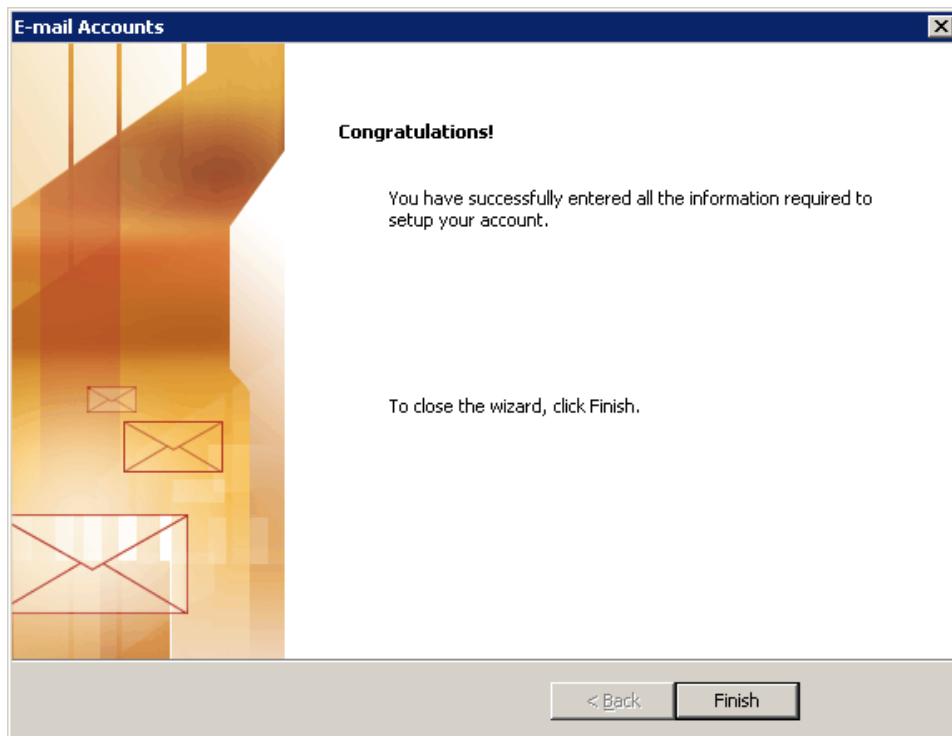 E-mail Accounts
Congratulations!
You have successfully entered all the information required to
setup your account.
To close the wizard, click Finish.
< Back
Finish